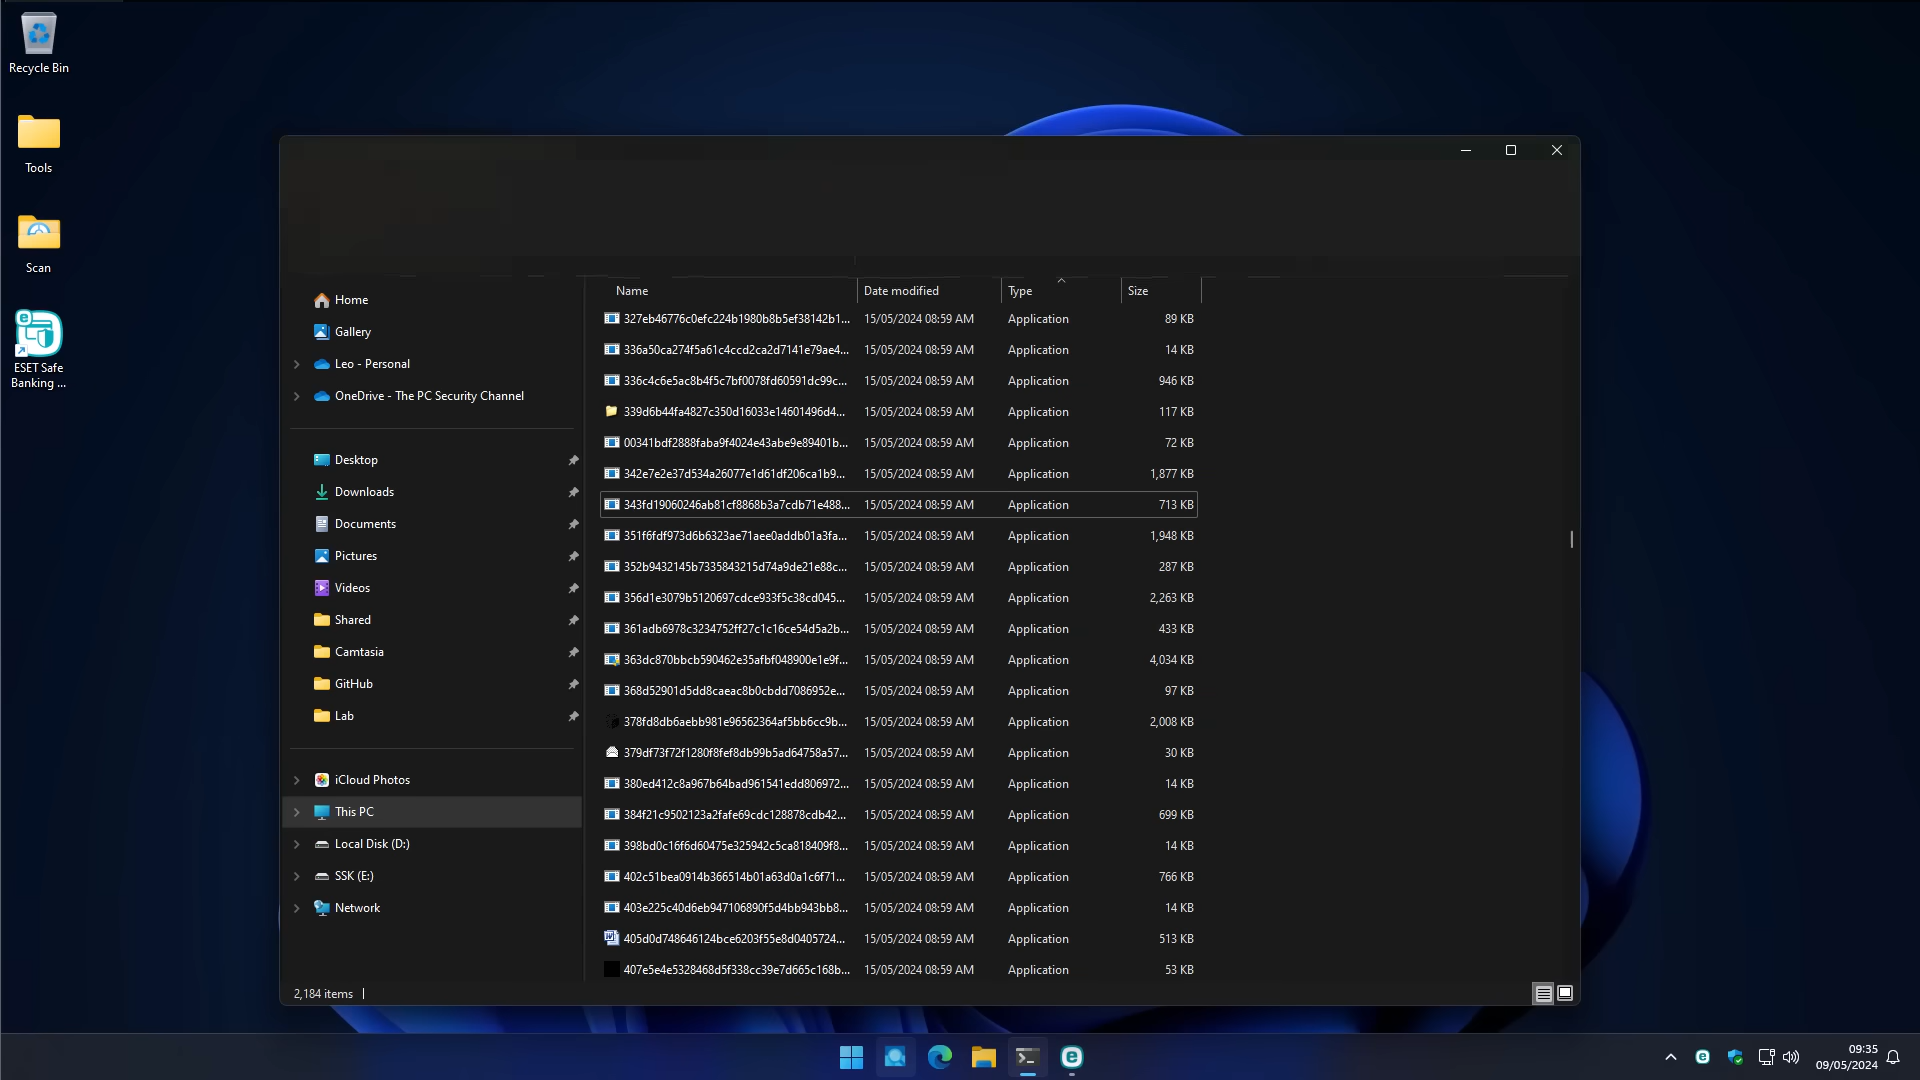 Recycle Bin
Tools
Scan
ESET Safe
Banking ...
Home
Gallery
Leo - Personal
OneDrive - The PC Security Channel
Desktop
Downloads
Documents
Pictures
Videos
Shared
Camtasia
GitHub
Lab
iCloud Photos
This PC
Local Disk (D:)
SSK (E:)
Network
Name Date modified Type Size
327eb46776c0efc224b1980b8b5ef38142b1... 15/05/2024 08:59 AM Application 89 KB
336a50ca274f5a61c4ccd2ca2d7141e79ae4... 15/05/2024 08:59 AM Application 14 KB
336c4c6e5ac8b4f5c7bf0078fd60591dc99c... 15/05/2024 08:59 AM Application 946 KB
339d6b44fa4827c350d16033e14601496d4... 15/05/2024 08:59 AM Application 117 KB
00341bdf2888faba9f4024e43abe9e89401b... 15/05/2024 08:59 AM Application 72 KB
342e7e2e37d534a26077e1d61df206ca1b9... 15/05/2024 08:59 AM Application 1,877 KB
343fd19060246ab81cf8868b3a7cdb71e488... 15/05/2024 08:59 AM Application 713 KB
351f6fdf973d6b6323ae71aee0addb01a3fa... 15/05/2024 08:59 AM Application 1,948 KB
352b9432145b7335843215d74a9de21e88c... 15/05/2024 08:59 AM Application 287 KB
356d1e3079b5120697cdce933f5c38cd045... 15/05/2024 08:59 AM Application 2,263 KB
361adb6978c3234752ff27c1c16ce54d5a2b... 15/05/2024 08:59 AM Application 433 KB
363dc870bbcb590462e35afbf048900e1e9f... 15/05/2024 08:59 AM Application 4,034 KB
368d52901d5dd8caeac8b0cbdd7086952e... 15/05/2024 08:59 AM Application 97 KB
378fd8db6aebb981e96562364af5bb6cc9b... 15/05/2024 08:59 AM Application 2,008 KB
379df73f72f1280f8fef8db99b5ad64758a57... 15/05/2024 08:59 AM Application 30 KB
380ed412c8a967b64bad961541edd806972... 15/05/2024 08:59 AM Application 14 KB
384f21c9502123a2fafe69cdc128878cdb42... 15/05/2024 08:59 AM Application 699 KB
398bd0c16f6d60475e325942c5ca818409f8... 15/05/2024 08:59 AM Application 14 KB
402c51bea0914b366514b01a63d0a1c6f71... 15/05/2024 08:59 AM Application 766 KB
403e225c40d6eb947106890f5d4bb943bb8... 15/05/2024 08:59 AM Application 14 KB
405d0d748646124bce6203f55e8d0405724... 15/05/2024 08:59 AM Application 513 KB
407e5e4e5328468d5f338cc39e7d665c168b... 15/05/2024 08:59 AM Application 53 KB
2,184 items
09:35
09/05/2024